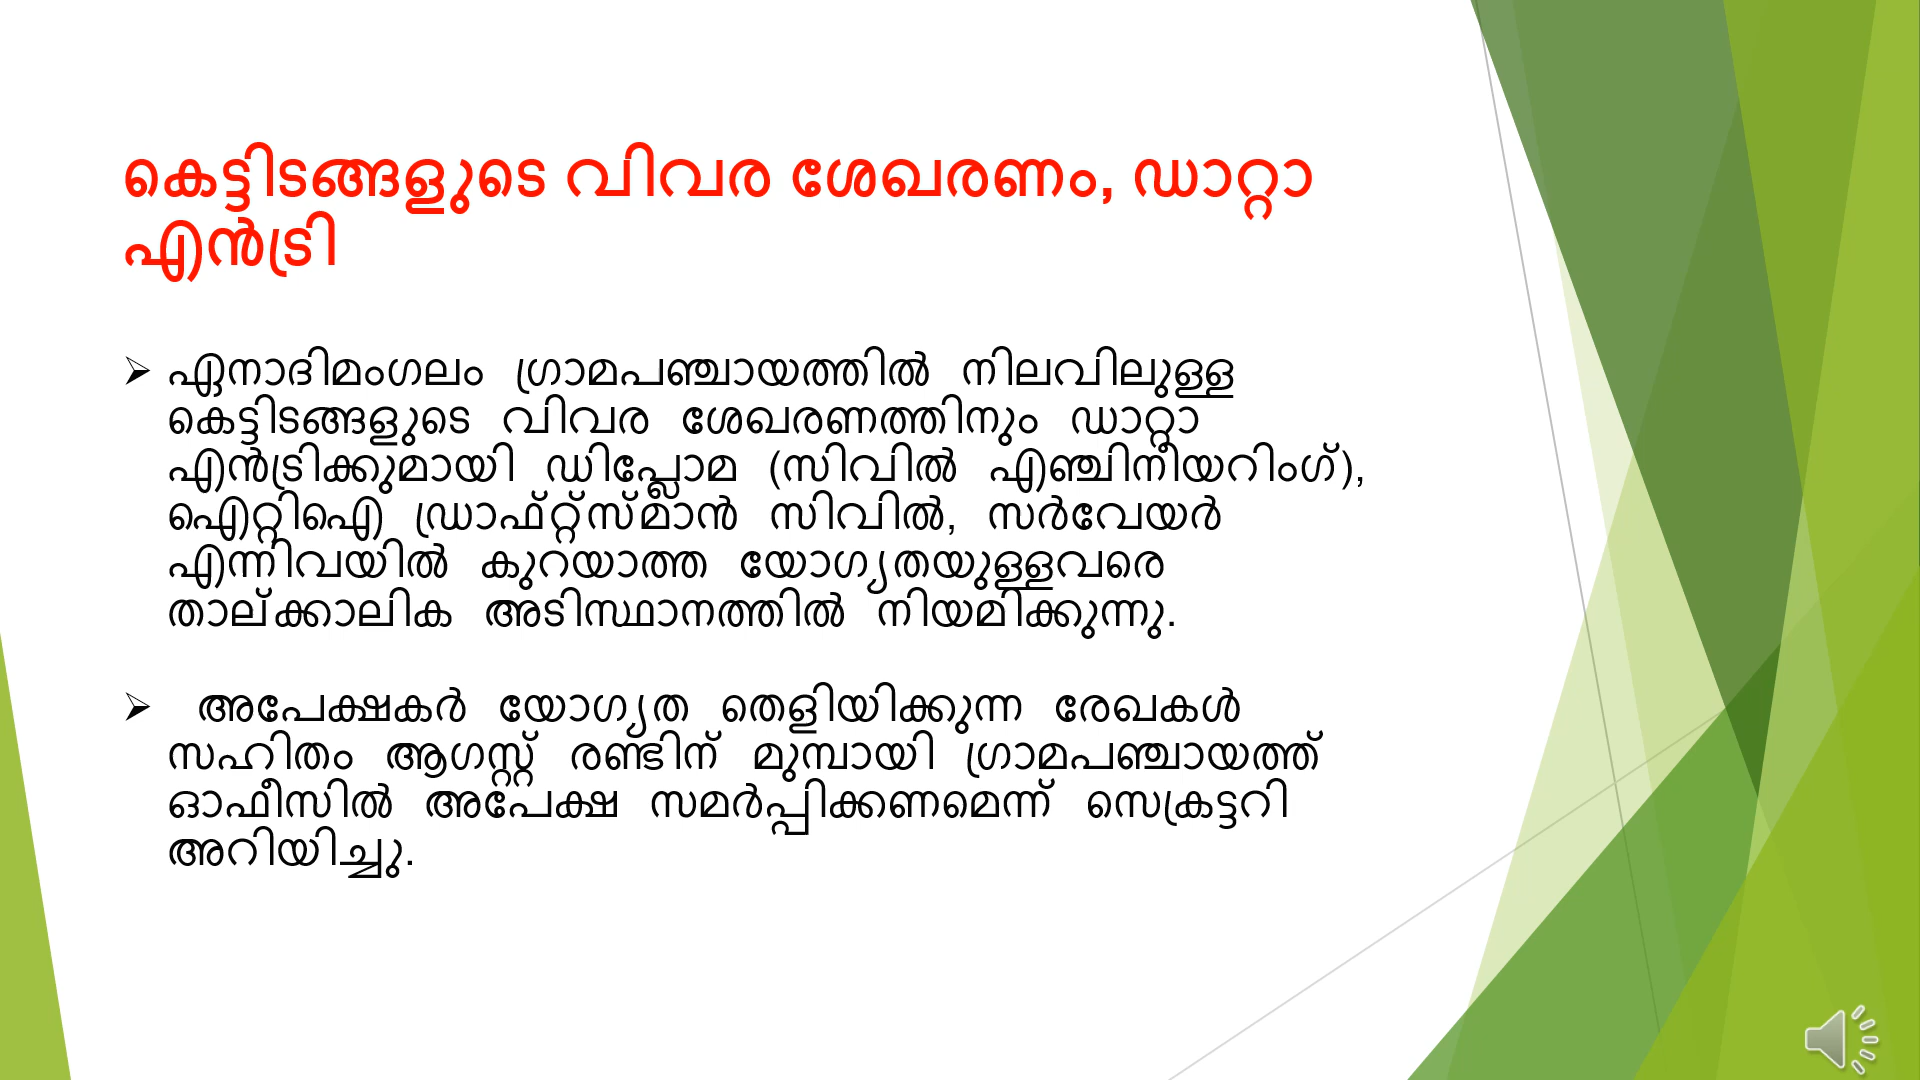 കെട്ടിടങ്ങളുടെ വിവര ശേഖരണം, ഡാറ്റാ
എൻട്രി
➢ ഏനാദിമംഗലം ഗ്രാമപഞ്ചായത്തിൽ നിലവിലുള്ള
കെട്ടിടങ്ങളുടെ വിവര ശേഖരണത്തിനും ഡാറ്റാ
എൻട്രിക്കുമായി ഡിപ്ലോമ (സിവിൽ എഞ്ചിനീയറിംഗ്),
ഐറ്റിഐ ഡ്രാഫ്റ്റ്സ്മാൻ സിവിൽ, സർവേയർ
എന്നിവയിൽ കുറയാത്ത യോഗ്യതയുള്ളവരെ
താല്ക്കാലിക അടിസ്ഥാനത്തിൽ നിയമിക്കുന്നു.
➢ അപേക്ഷകർ യോഗ്യത തെളിയിക്കുന്ന രേഖകൾ
സഹിതം ആഗസ്റ്റ് രണ്ടിന് മുമ്പായി ഗ്രാമപഞ്ചായത്ത്
ഓഫീസിൽ അപേക്ഷ സമർപ്പിക്കണമെന്ന് സെക്രട്ടറി
അറിയിച്ചു.